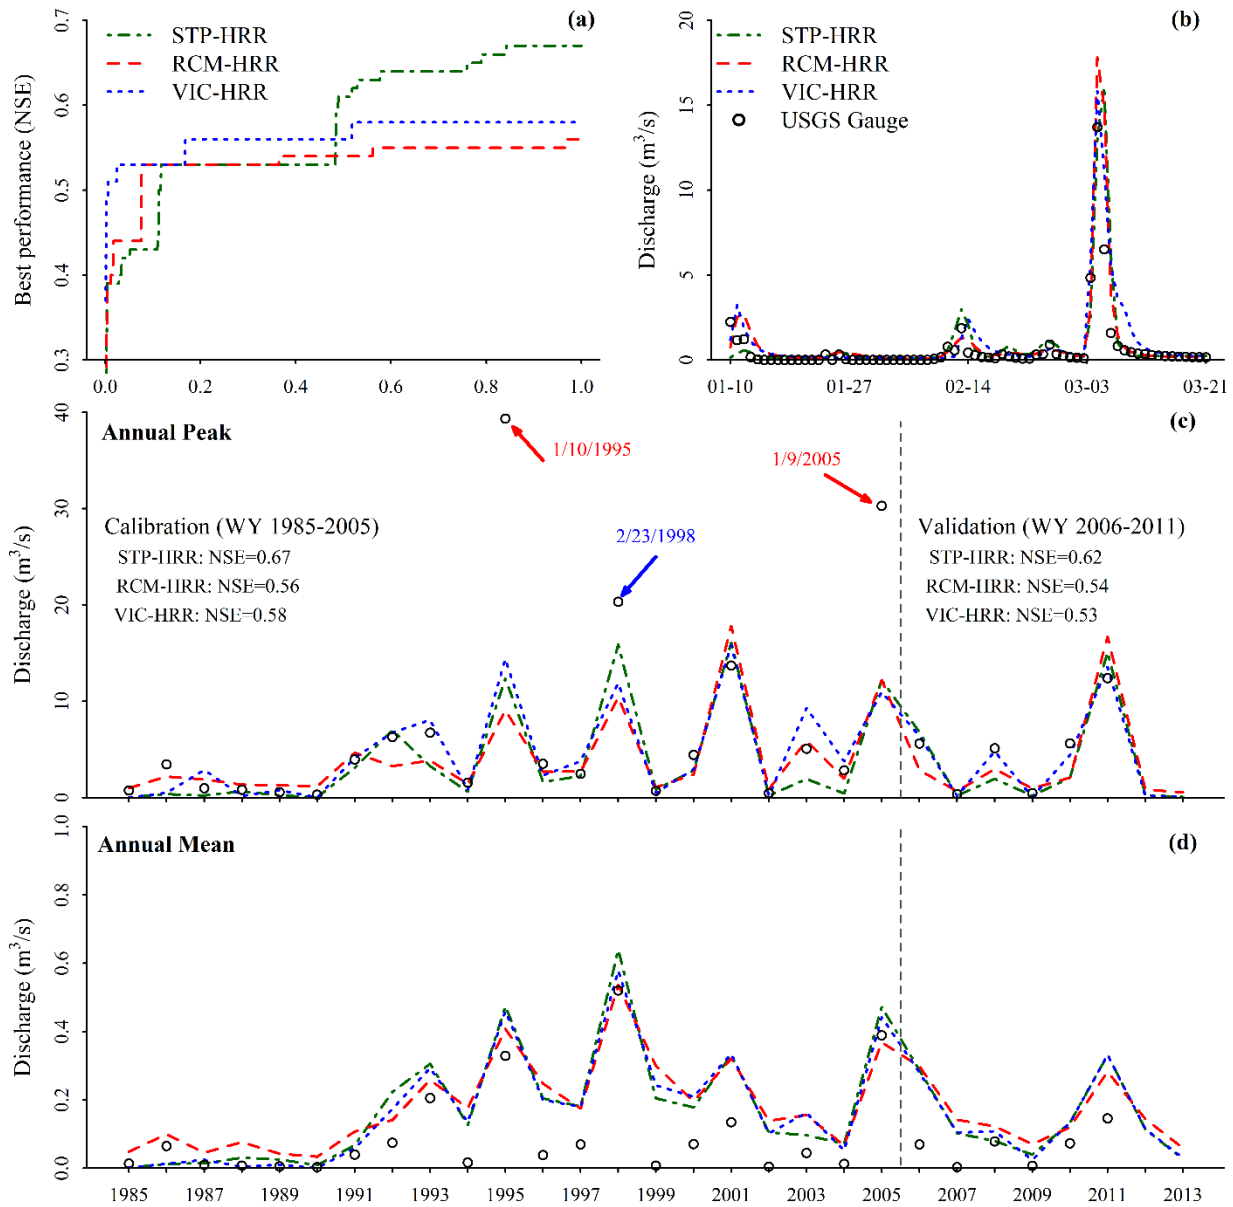 (a)
STP-HRR
RCM-HRR
VIC-HRR
Best performance (NSE)
0.7
0.6
0.5
0.4
0.3
0.0 0.2 0.4 0.6 0.8 1.0
(b)
STP-HRR
RCM-HRR
VIC-HRR
USGS Gauge
Discharge (m³/s)
20
15
10
5
0
01-10 01-27 02-14 03-03 03-21
(c)
Annual Peak
1/10/1995
1/9/2005
2/23/1998
Calibration (WY 1985-2005)
STP-HRR: NSE=0.67
RCM-HRR: NSE=0.56
VIC-HRR: NSE=0.58
Validation (WY 2006-2011)
STP-HRR: NSE=0.62
RCM-HRR: NSE=0.54
VIC-HRR: NSE=0.53
Discharge (m³/s)
40
30
20
10
0
(d)
Annual Mean
Discharge (m³/s)
1.0
0.8
0.6
0.4
0.2
0.0
1985 1987 1989 1991 1993 1995 1997 1999 2001 2003 2005 2007 2009 2011 2013